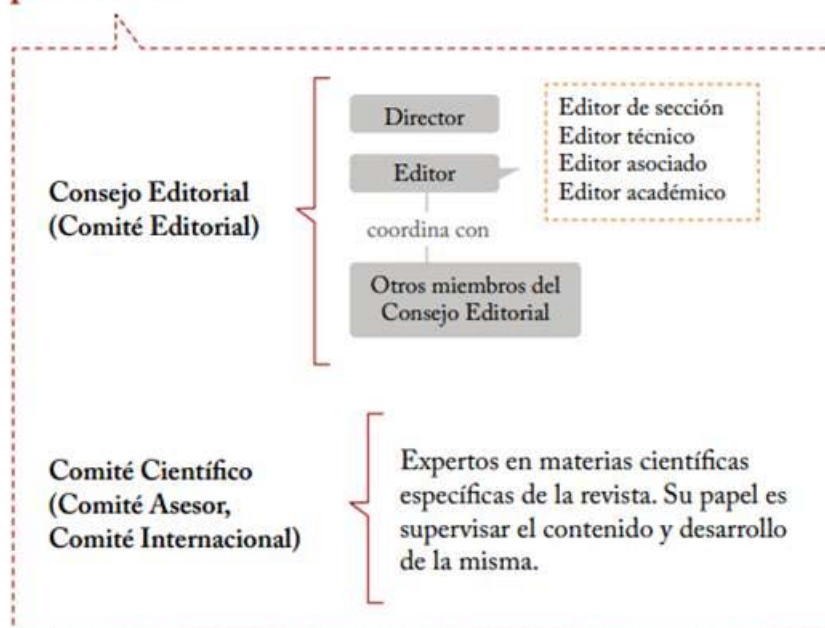 Consejo Editorial
(Comité Editorial)
Director
Editor
coordina con
Otros miembros del
Consejo Editorial
Editor de sección
Editor técnico
Editor asociado
Editor académico
Comité Científico
(Comité Asesor,
Comité Internacional)
Expertos en materias científicas
específicas de la revista. Su papel es
supervisar el contenido y desarrollo
de la misma.